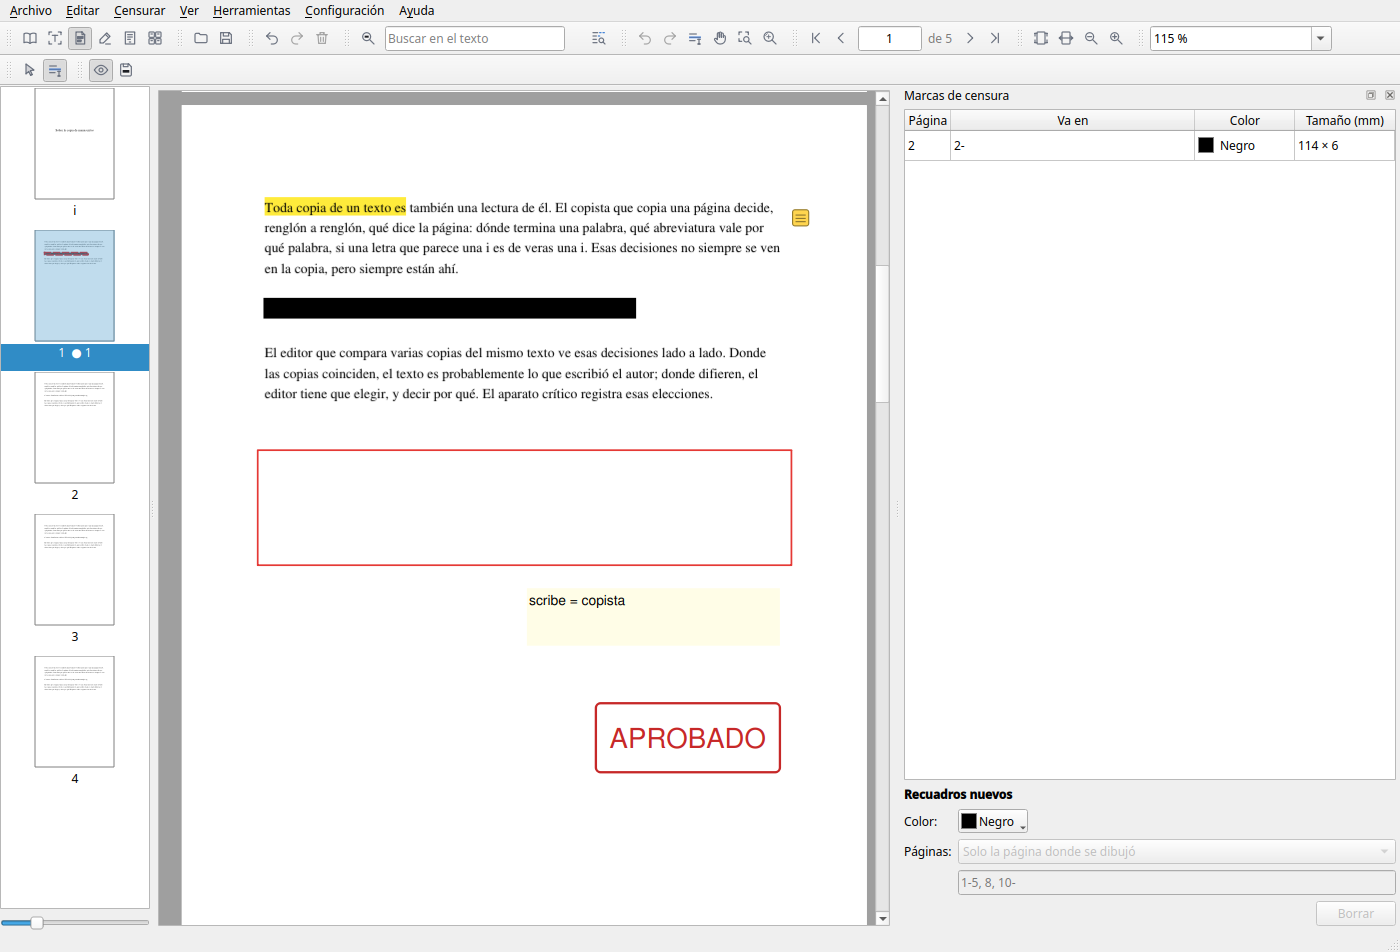 Archivo Editar Censurar Ver Herramientas Configuración Ayuda
Buscar en el texto 1 de 5 115 %
i
1 1
2
3
4
Toda copia de un texto es también una lectura de él. El copista que copia una página decide,
renglón a renglón, qué dice la página: dónde termina una palabra, qué abreviatura vale por
qué palabra, si una letra que parece una i es de veras una i. Esas decisiones no siempre se ven
en la copia, pero siempre están ahí.
El editor que compara varias copias del mismo texto ve esas decisiones lado a lado. Donde
las copias coinciden, el texto es probablemente lo que escribió el autor; donde difieren, el
editor tiene que elegir, y decir por qué. El aparato crítico registra esas elecciones.
scribe = copista
APROBADO
Marcas de censura
Página Va en Color Tamaño (mm)
2 2- Negro 114 × 6
Recuadros nuevos
Color: Negro
Páginas: Solo la página donde se dibujó
1-5, 8, 10-
Borrar